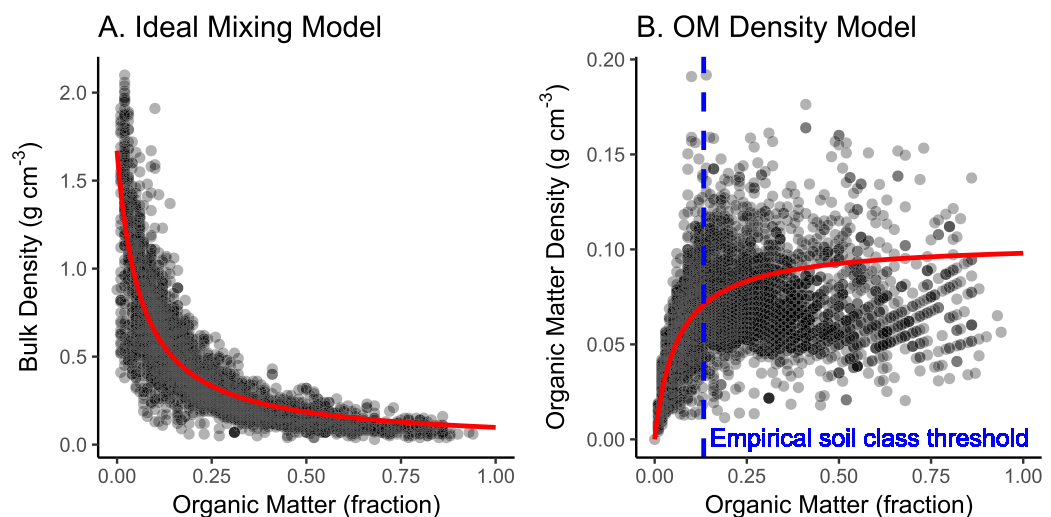 A. Ideal Mixing Model
2.0
1.5
1.0
0.5
0.0
0.00 0.25 0.50 0.75 1.00
Organic Matter (fraction)
Bulk Density (g cm⁻³)
B. OM Density Model
0.20
0.15
0.10
0.05
0.00
Empirical soil class threshold
0.00 0.25 0.50 0.75 1.00
Organic Matter (fraction)
Organic Matter Density (g cm⁻³)